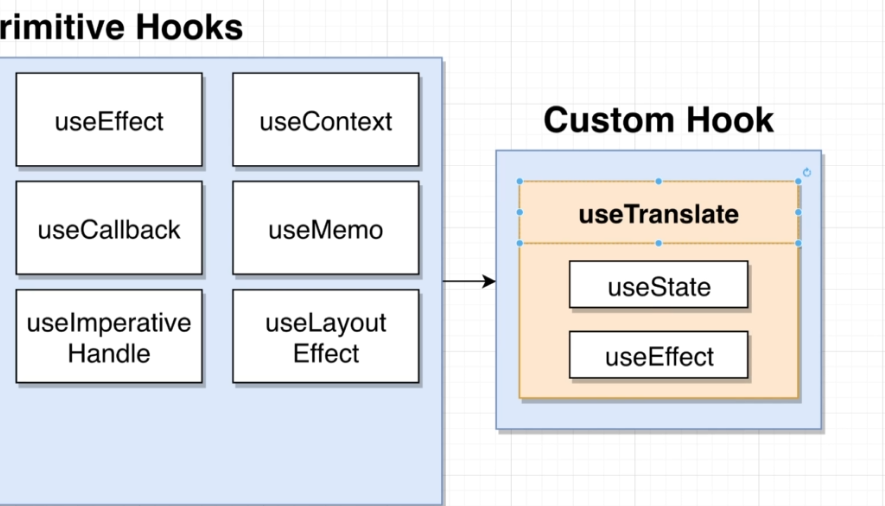 rimitive Hooks
useEffect
useContext
useCallback
useMemo
useImperative
Handle
useLayout
Effect
Custom Hook
useTranslate
useState
useEffect